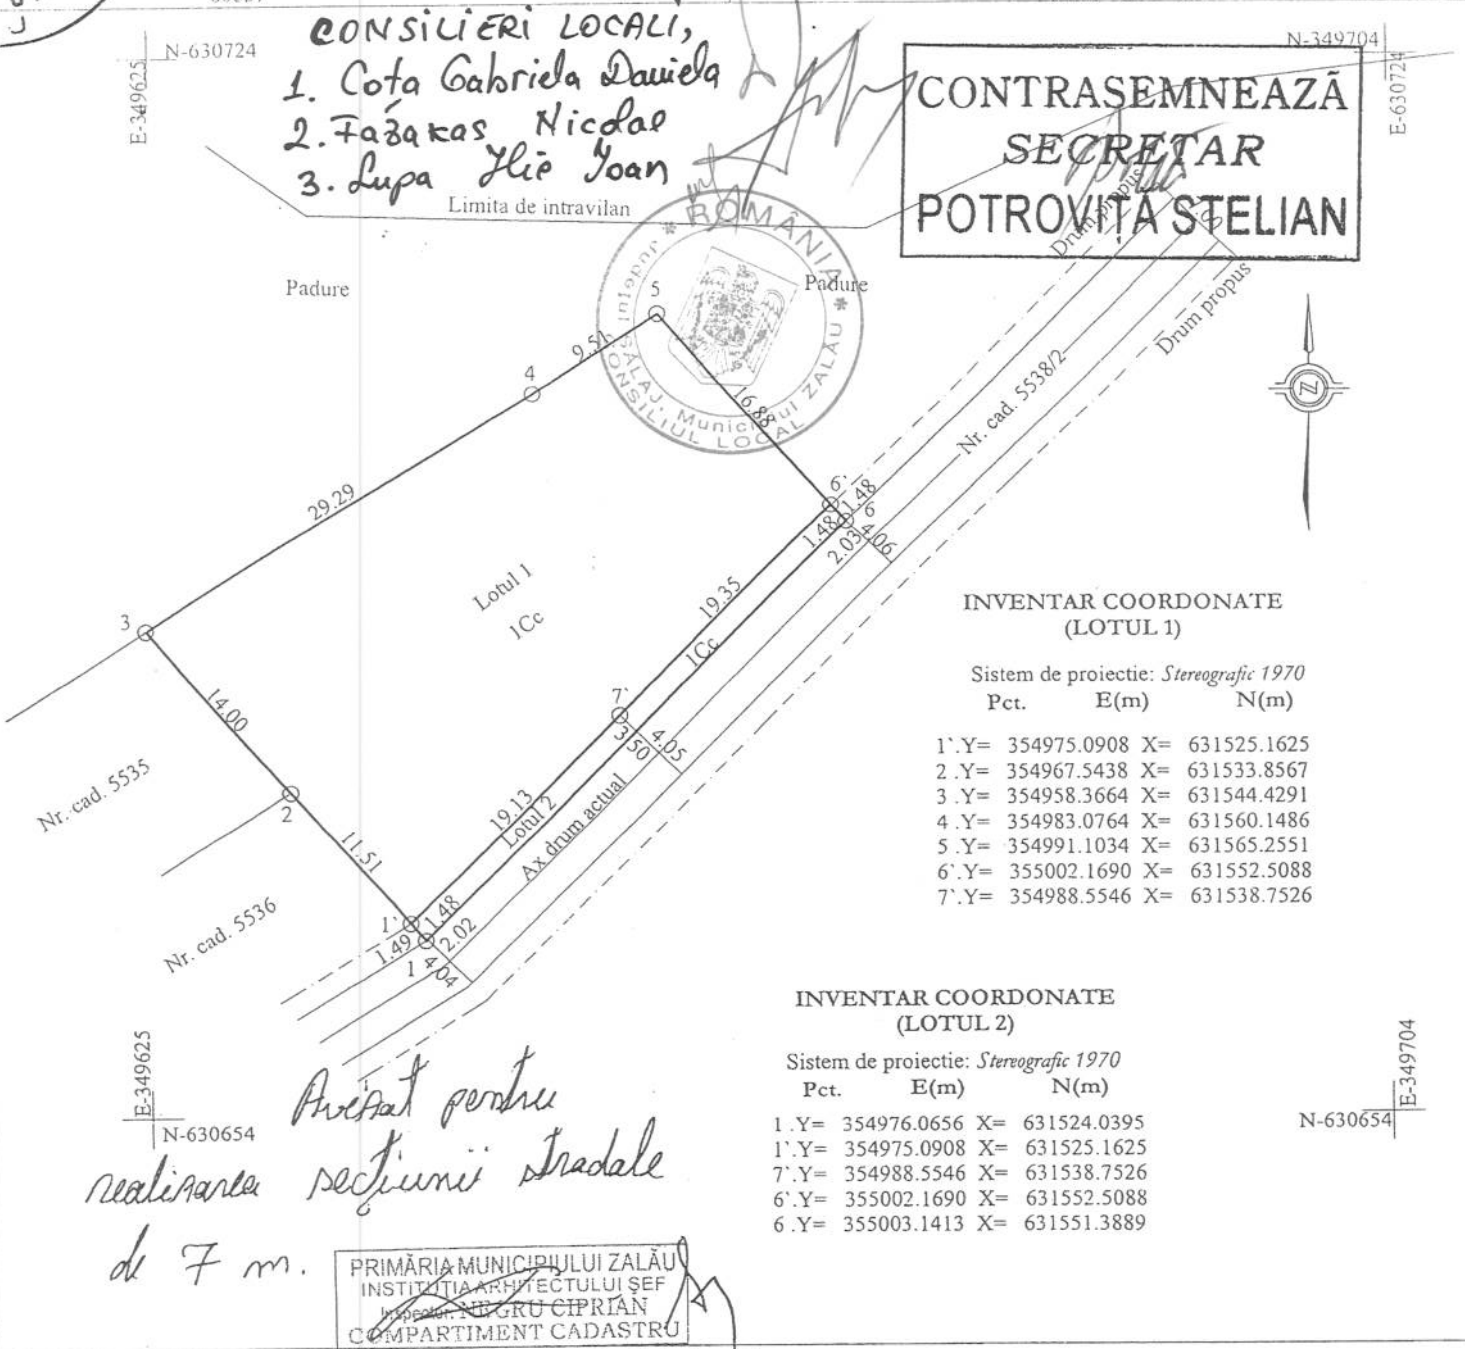 CONSILIERI LOCALI,
1. Cota Gabriela Daniela
2. Fazakas Nicolae
3. Lupa Ilie Ioan
N-630724
E-349625
N-349704
E-630724
CONTRASEMNEAZĂ
SECRETAR
POTROVIȚĂ STELIAN
Limita de intravilan
Padure
Padure
* ROMÂNIA *
SĂLAJ, Municipiul ZALĂU
CONSILIUL LOCAL
Drum propus
Drum propus
Nr. cad. 5538/2
5
9.51
4
16.88
29.29
6`
1.48
6
1.48
2.03
4.06
Lotul 1
1Cc
19.35
1Cc
3
14.00
7`
3.50
4.05
Nr. cad. 5535
2
19.13
Lotul 2
Ax drum actual
11.51
Nr. cad. 5536
1`
1.48
1.49
2.02
1
4.04
N
INVENTAR COORDONATE
(LOTUL 1)
Sistem de proiectie: Stereografic 1970
Pct. E(m) N(m)
1`.Y= 354975.0908 X= 631525.1625
2 .Y= 354967.5438 X= 631533.8567
3 .Y= 354958.3664 X= 631544.4291
4 .Y= 354983.0764 X= 631560.1486
5 .Y= 354991.1034 X= 631565.2551
6`.Y= 355002.1690 X= 631552.5088
7`.Y= 354988.5546 X= 631538.7526
INVENTAR COORDONATE
(LOTUL 2)
Sistem de proiectie: Stereografic 1970
Pct. E(m) N(m)
1 .Y= 354976.0656 X= 631524.0395
1`.Y= 354975.0908 X= 631525.1625
7`.Y= 354988.5546 X= 631538.7526
6`.Y= 355002.1690 X= 631552.5088
6 .Y= 355003.1413 X= 631551.3889
E-349625
N-630654
E-349704
N-630654
Avizat pentru
realizarea secțiunii stradale
de 7 m.
PRIMĂRIA MUNICIPIULUI ZALĂU
INSTITUȚIA ARHITECTULUI ȘEF
Inspector: NEGRU CIPRIAN
COMPARTIMENT CADASTRU